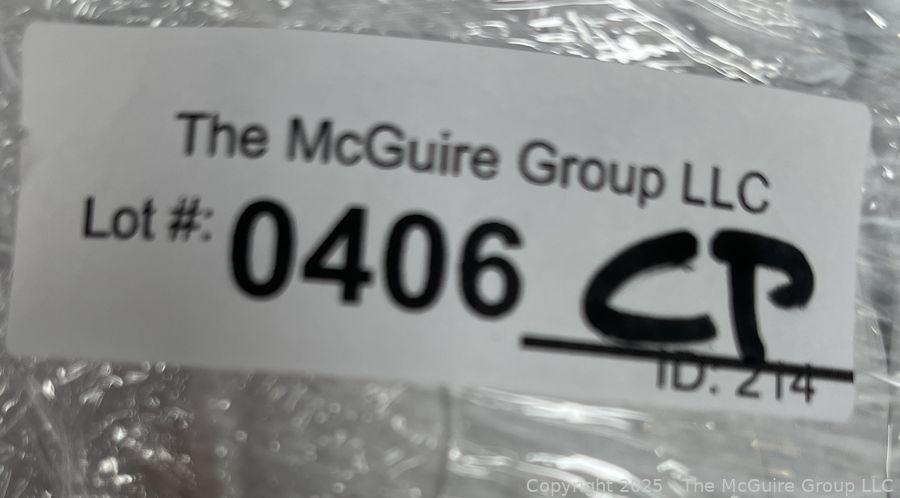 The McGuire Group LLC
Lot #: 0406 CP
ID: 214
Copyright 2025 - The McGuire Group LLC